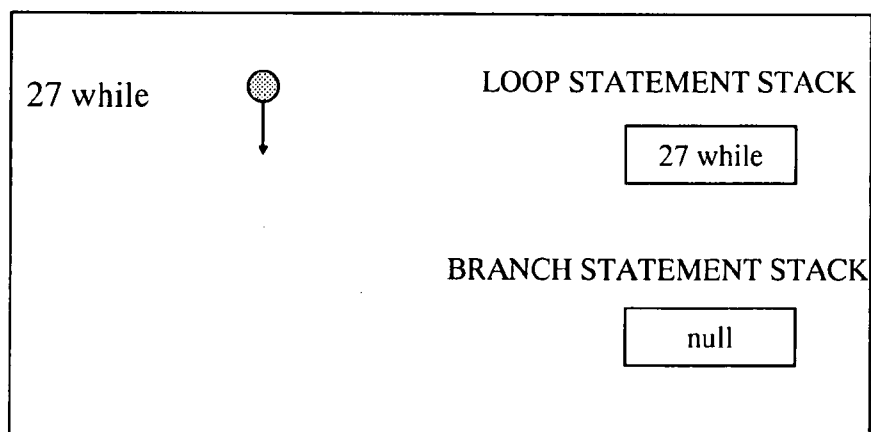 27 while
LOOP STATEMENT STACK
27 while
BRANCH STATEMENT STACK
null